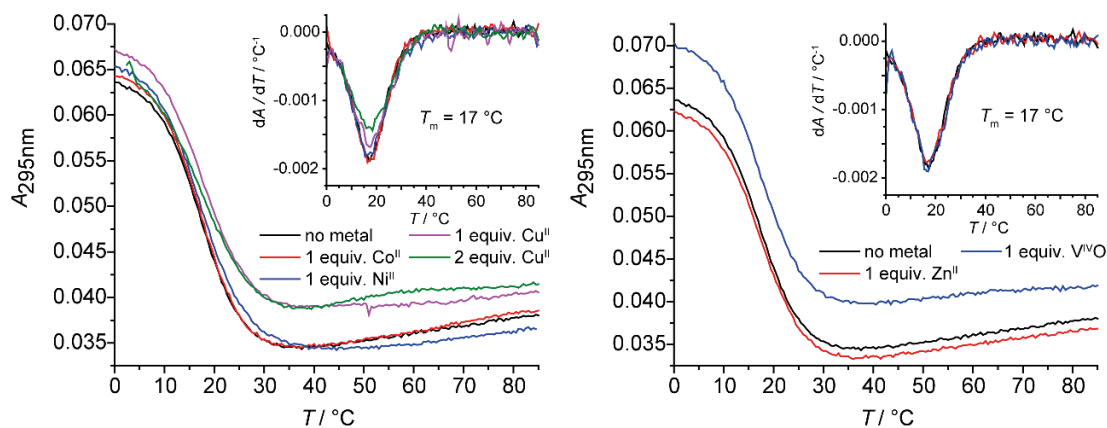 0.070
0.065
0.060
0.055
0.050
0.045
0.040
0.035
A295nm
0 10 20 30 40 50 60 70 80
T / °C
0.000
-0.001
-0.002
dA / dT / °C-1
0 20 40 60 80
T / °C
Tm = 17 °C
no metal
1 equiv. CoII
1 equiv. NiII
1 equiv. CuII
2 equiv. CuII
0.070
0.065
0.060
0.055
0.050
0.045
0.040
0.035
A295nm
0 10 20 30 40 50 60 70 80
T / °C
0.000
-0.001
-0.002
dA / dT / °C-1
0 20 40 60 80
T / °C
Tm = 17 °C
no metal
1 equiv. ZnII
1 equiv. VIVO